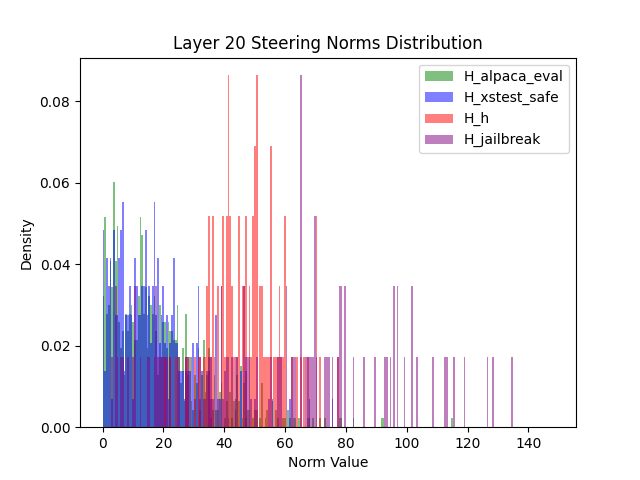 Layer 20 Steering Norms Distribution
H_alpaca_eval
H_xstest_safe
H_h
H_jailbreak
0.08
0.06
0.04
0.02
0.00
Density
0 20 40 60 80 100 120 140
Norm Value